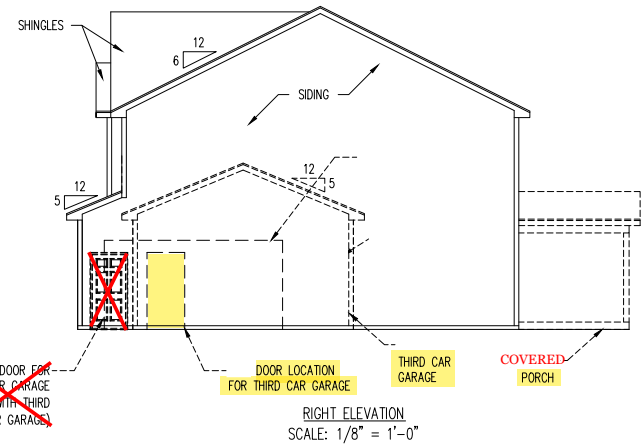 SHINGLES
12
6
SIDING
12
5
12
5
DOOR FOR
CAR GARAGE
WITH THIRD
GARAGE)
DOOR LOCATION
FOR THIRD CAR GARAGE
THIRD CAR
GARAGE
COVERED
PORCH
RIGHT ELEVATION
SCALE: 1/8" = 1'-0"